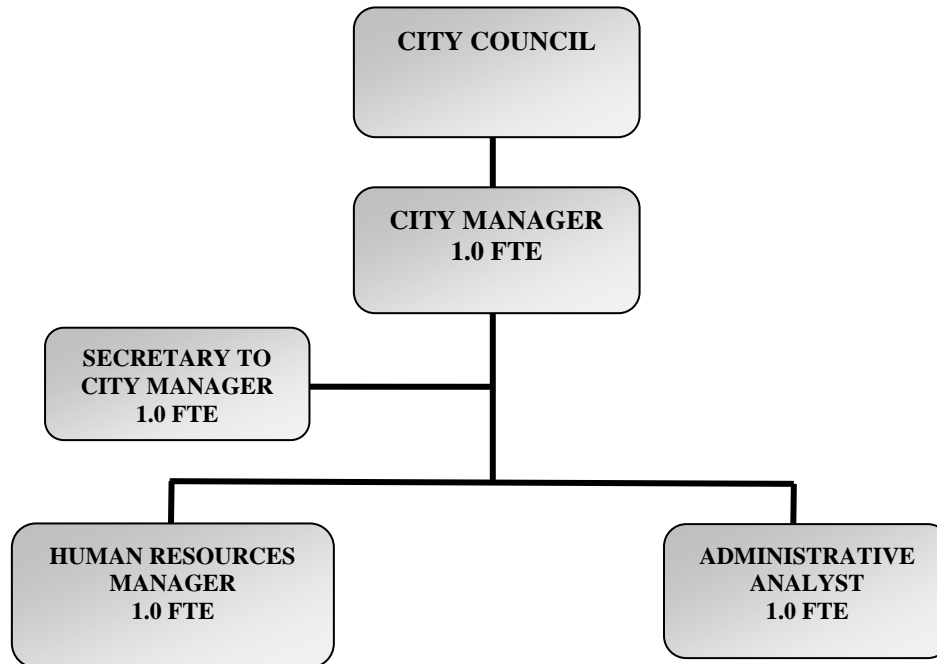 CITY COUNCIL
CITY MANAGER
1.0 FTE
SECRETARY TO
CITY MANAGER
1.0 FTE
HUMAN RESOURCES
MANAGER
1.0 FTE
ADMINISTRATIVE
ANALYST
1.0 FTE